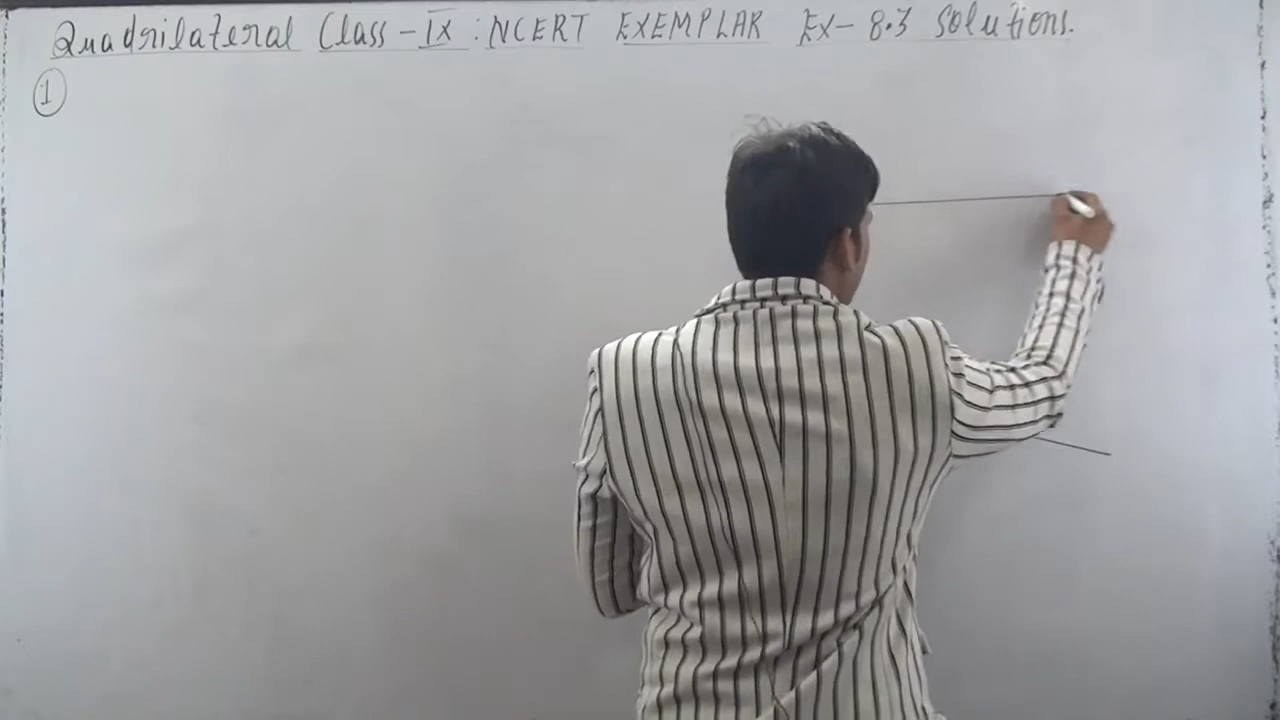 Quadrilateral Class-IX : NCERT EXEMPLAR Ex-8.3 Solutions.
1